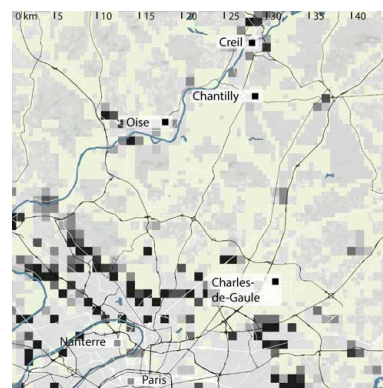 0 km 5 10 15 20 25 30 35 40
Creil
Chantilly
Oise
Charles-
de-Gaule
Nanterre
Paris